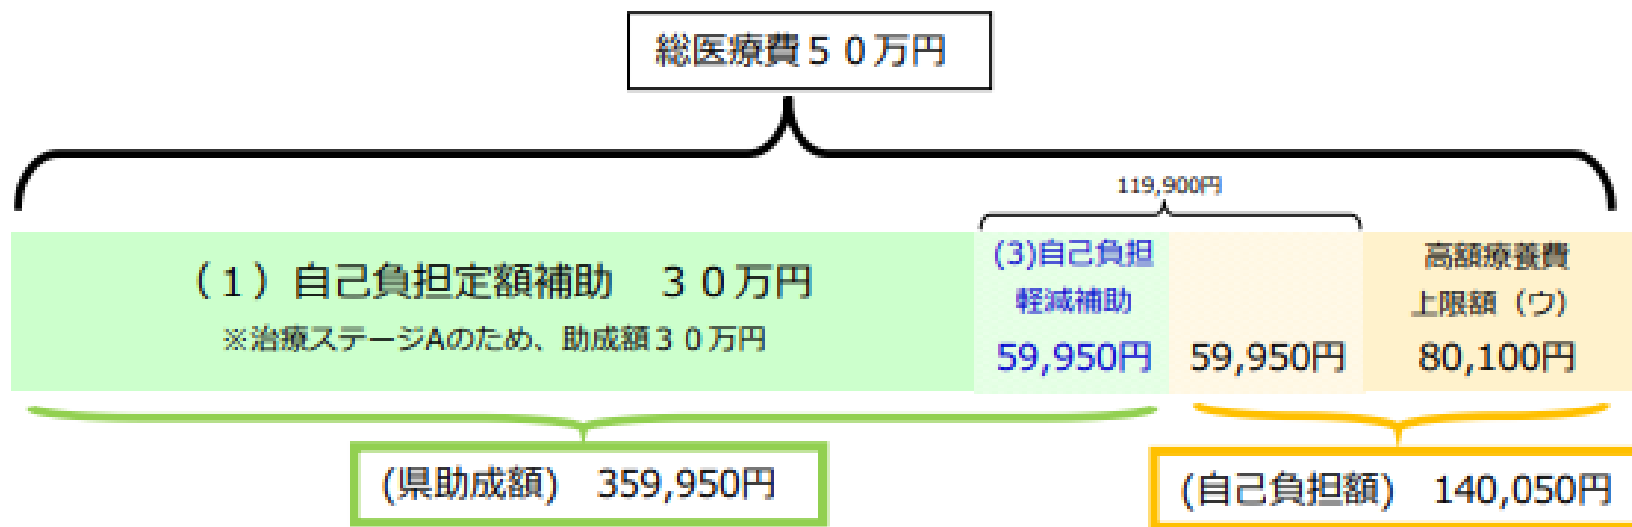 総医療費５０万円
119,900円
（１）自己負担定額補助　３０万円
※治療ステージAのため、助成額３０万円
(3)自己負担
軽減補助
59,950円
59,950円
高額療養費
上限額（ウ）
80,100円
(県助成額)　359,950円
(自己負担額)　140,050円